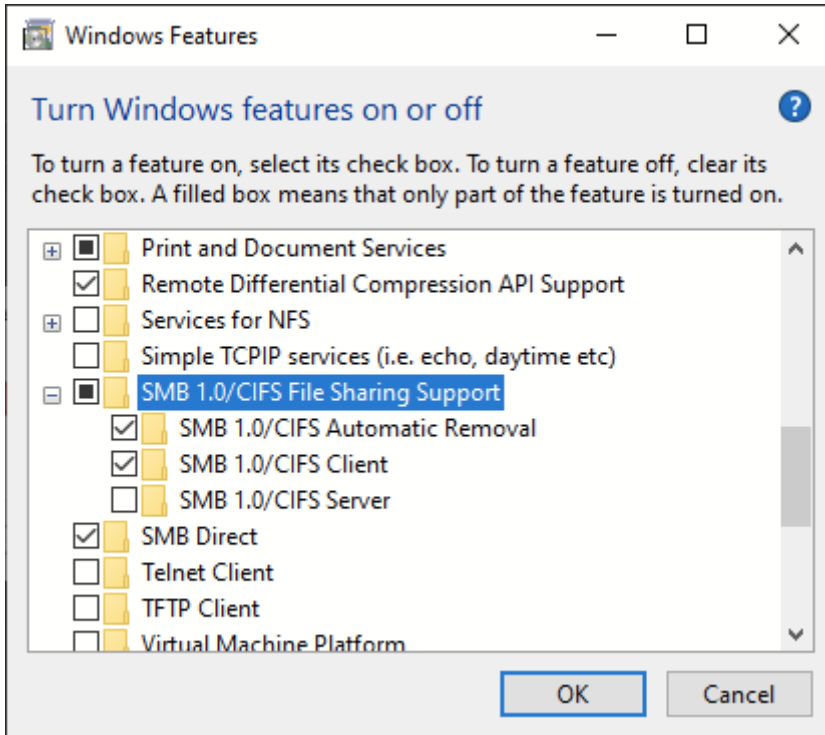 Windows Features
Turn Windows features on or off
?
To turn a feature on, select its check box. To turn a feature off, clear its
check box. A filled box means that only part of the feature is turned on.
Print and Document Services
Remote Differential Compression API Support
Services for NFS
Simple TCPIP services (i.e. echo, daytime etc)
SMB 1.0/CIFS File Sharing Support
SMB 1.0/CIFS Automatic Removal
SMB 1.0/CIFS Client
SMB 1.0/CIFS Server
SMB Direct
Telnet Client
TFTP Client
Virtual Machine Platform
OK Cancel